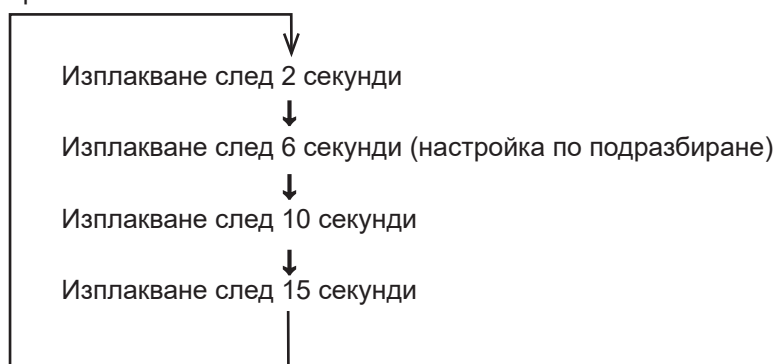 Изплакване след 2 секунди
Изплакване след 6 секунди (настройка по подразбиране)
Изплакване след 10 секунди
Изплакване след 15 секунди